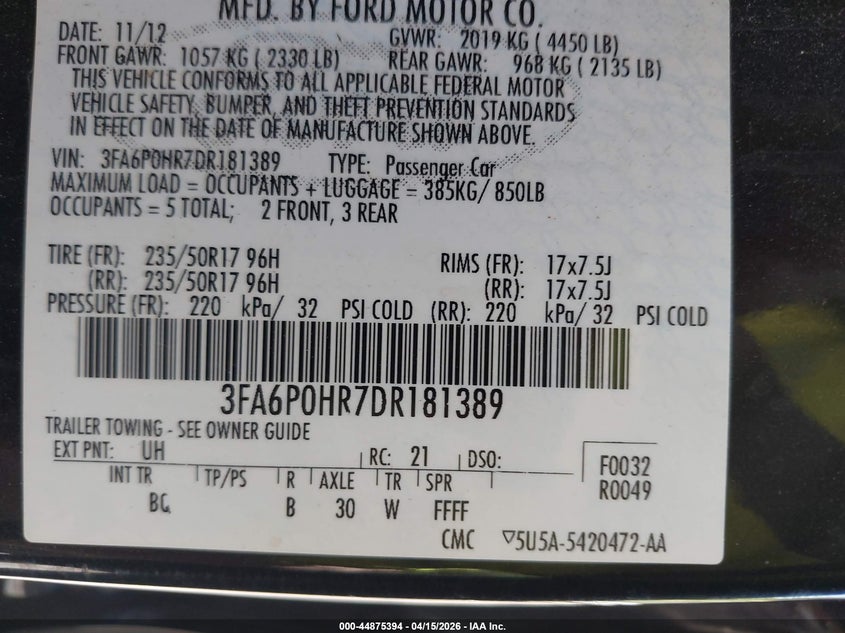 MFD. BY FORD MOTOR CO.
DATE: 11/12 GVWR: 2019 KG ( 4450 LB)
FRONT GAWR: 1057 KG ( 2330 LB) REAR GAWR: 968 KG ( 2135 LB)
THIS VEHICLE CONFORMS TO ALL APPLICABLE FEDERAL MOTOR
VEHICLE SAFETY, BUMPER, AND THEFT PREVENTION STANDARDS
IN EFFECT ON THE DATE OF MANUFACTURE SHOWN ABOVE.
VIN: 3FA6P0HR7DR181389 TYPE: Passenger Car
MAXIMUM LOAD = OCCUPANTS + LUGGAGE = 385KG/ 850LB
OCCUPANTS = 5 TOTAL; 2 FRONT, 3 REAR
TIRE (FR): 235/50R17 96H RIMS (FR): 17x7.5J
(RR): 235/50R17 96H (RR): 17x7.5J
PRESSURE (FR): 220 kPa/ 32 PSI COLD (RR): 220 kPa/ 32 PSI COLD
3FA6P0HR7DR181389
TRAILER TOWING - SEE OWNER GUIDE
EXT PNT: UH RC: 21 DSO: F0032
INT TR TP/PS R AXLE TR SPR R0049
BG B 30 W FFFF
CMC ▽5U5A-5420472-AA
000-44875394 - 04/15/2026 - IAA Inc.